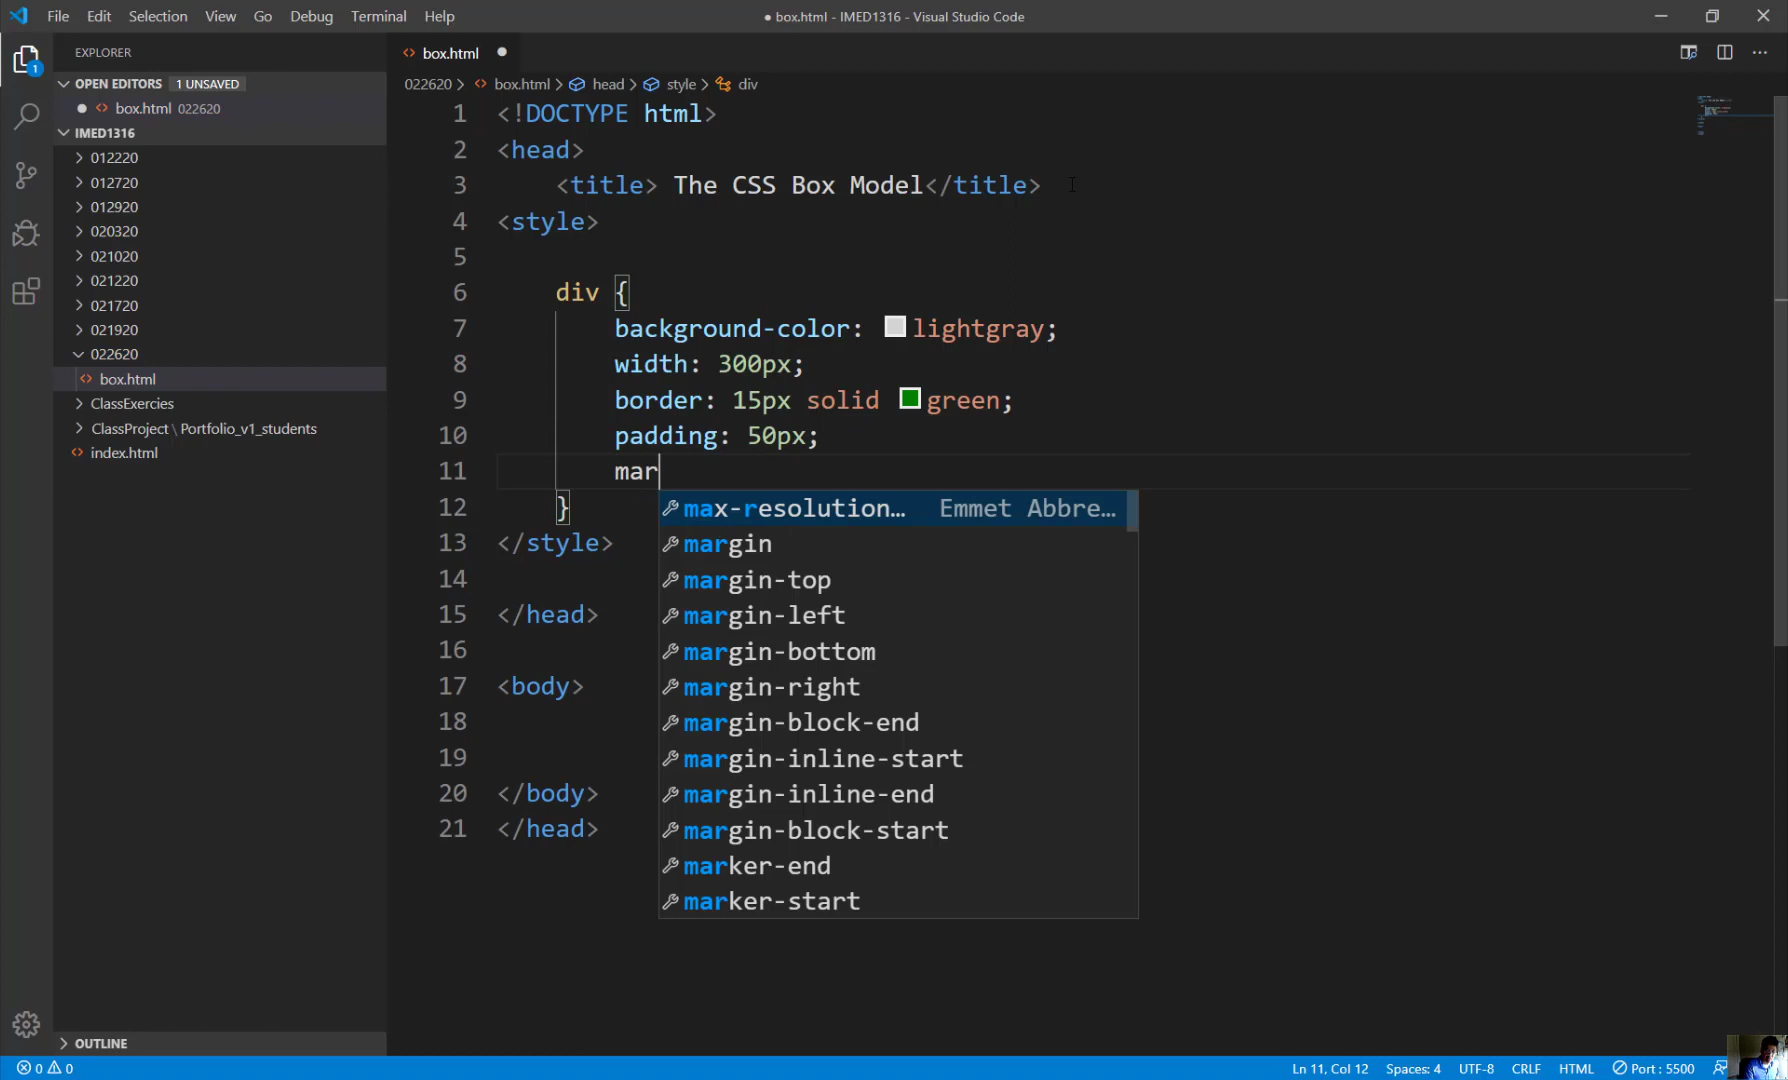 File Edit Selection View Go Debug Terminal Help
● box.html - IMED1316 - Visual Studio Code
EXPLORER
OPEN EDITORS 1 UNSAVED
box.html 022620
IMED1316
012220
012720
012920
020320
021020
021220
021720
021920
022620
box.html
ClassExercies
ClassProject \ Portfolio_v1_students
index.html
OUTLINE
1
box.html
022620 > box.html > head > style > div
1 <!DOCTYPE html>
2 <head>
3 <title> The CSS Box Model</title>
4 <style>
5
6 div {
7 background-color: lightgray;
8 width: 300px;
9 border: 15px solid green;
10 padding: 50px;
11 mar
12 }
13 </style>
14
15 </head>
16
17 <body>
18
19
20 </body>
21 </head>
max-resolution… Emmet Abbre…
margin
margin-top
margin-left
margin-bottom
margin-right
margin-block-end
margin-inline-start
margin-inline-end
margin-block-start
marker-end
marker-start
0 0
Ln 11, Col 12 Spaces: 4 UTF-8 CRLF HTML Port : 5500